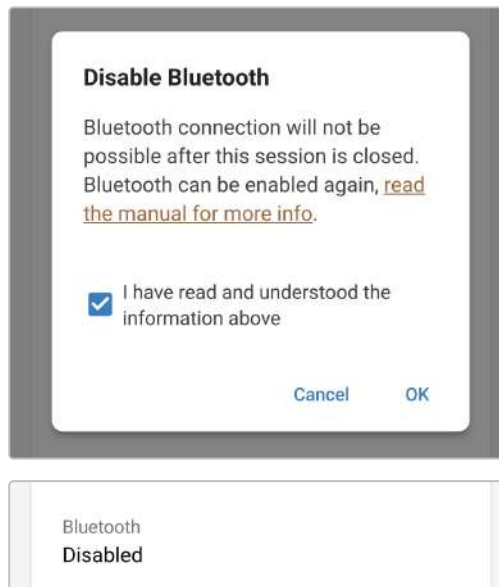 Disable Bluetooth
Bluetooth connection will not be
possible after this session is closed.
Bluetooth can be enabled again, read
the manual for more info.
I have read and understood the
information above
Cancel OK
Bluetooth
Disabled